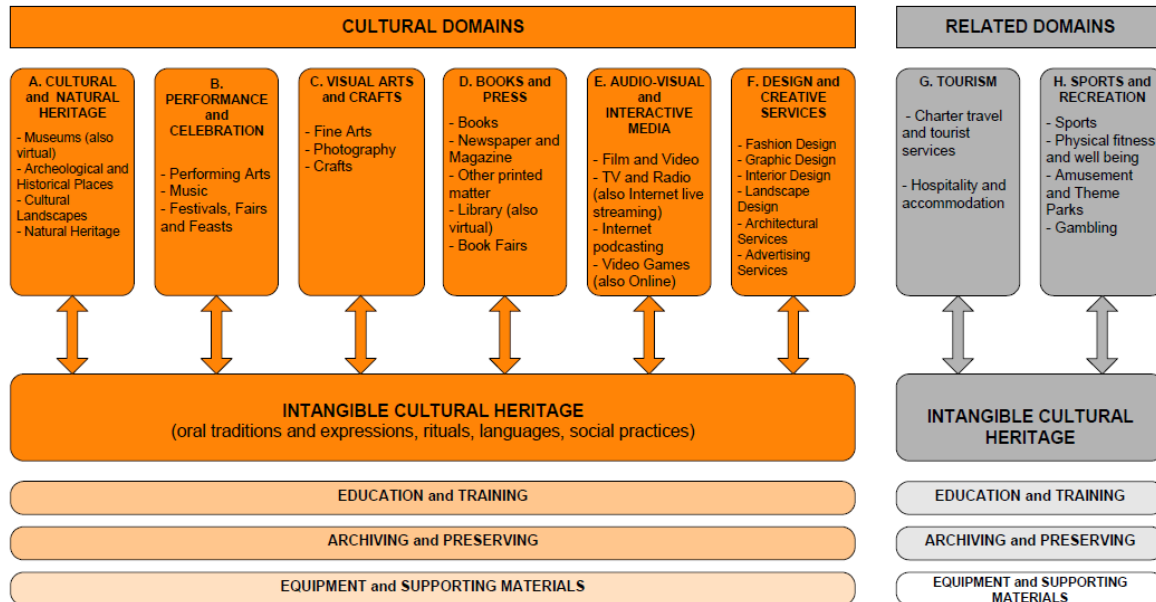 CULTURAL DOMAINS
RELATED DOMAINS
A. CULTURAL
and NATURAL
HERITAGE
- Museums (also
virtual)
- Archeological and
Historical Places
- Cultural
Landscapes
- Natural Heritage
B.
PERFORMANCE
and
CELEBRATION
- Performing Arts
- Music
- Festivals, Fairs
and Feasts
C. VISUAL ARTS
and CRAFTS
- Fine Arts
- Photography
- Crafts
D. BOOKS and
PRESS
- Books
- Newspaper and
Magazine
- Other printed
matter
- Library (also
virtual)
- Book Fairs
E. AUDIO-VISUAL
and
INTERACTIVE
MEDIA
- Film and Video
- TV and Radio
(also Internet live
streaming)
- Internet
podcasting
- Video Games
(also Online)
F. DESIGN and
CREATIVE
SERVICES
- Fashion Design
- Graphic Design
- Interior Design
- Landscape
Design
- Architectural
Services
- Advertising
Services
G. TOURISM
- Charter travel
and tourist
services
- Hospitality and
accommodation
H. SPORTS and
RECREATION
- Sports
- Physical fitness
and well being
- Amusement
and Theme
Parks
- Gambling
INTANGIBLE CULTURAL HERITAGE
(oral traditions and expressions, rituals, languages, social practices)
INTANGIBLE CULTURAL
HERITAGE
EDUCATION and TRAINING
EDUCATION and TRAINING
ARCHIVING and PRESERVING
ARCHIVING and PRESERVING
EQUIPMENT and SUPPORTING MATERIALS
EQUIPMENT and SUPPORTING
MATERIALS